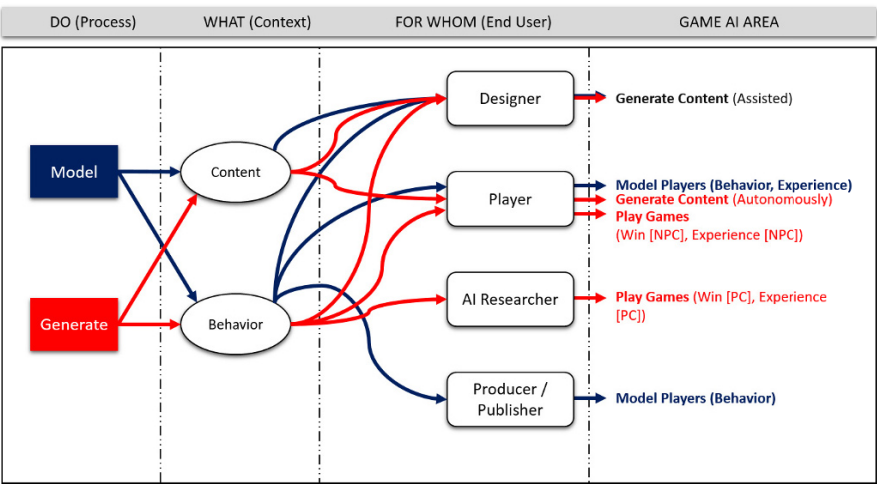 DO (Process)
WHAT (Context)
FOR WHOM (End User)
GAME AI AREA
Model
Generate
Content
Behavior
Designer
Player
AI Researcher
Producer /
Publisher
Generate Content (Assisted)
Model Players (Behavior, Experience)
Generate Content (Autonomously)
Play Games
(Win [NPC], Experience [NPC])
Play Games (Win [PC], Experience
[PC])
Model Players (Behavior)